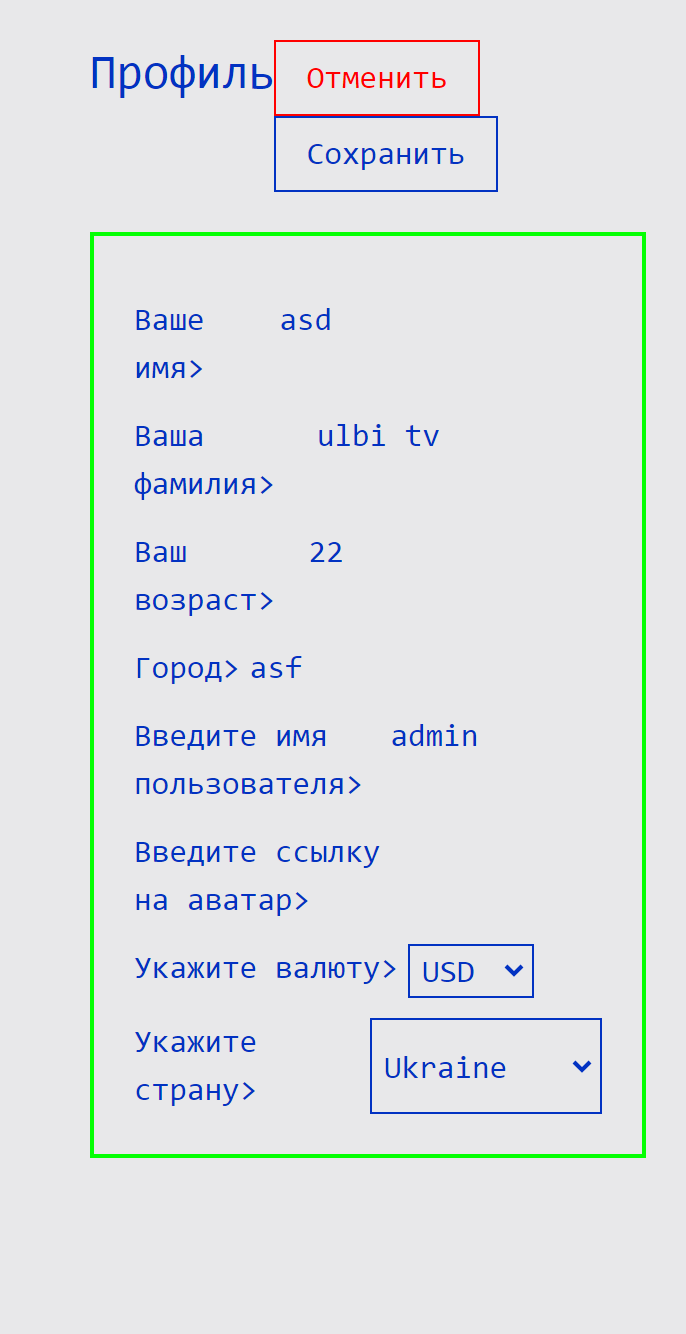 Профиль Отменить
Сохранить
Ваше asd
имя>
Ваша ulbi tv
фамилия>
Ваш 22
возраст>
Город> asf
Введите имя admin
пользователя>
Введите ссылку
на аватар>
Укажите валюту> USD
Укажите
страну> Ukraine